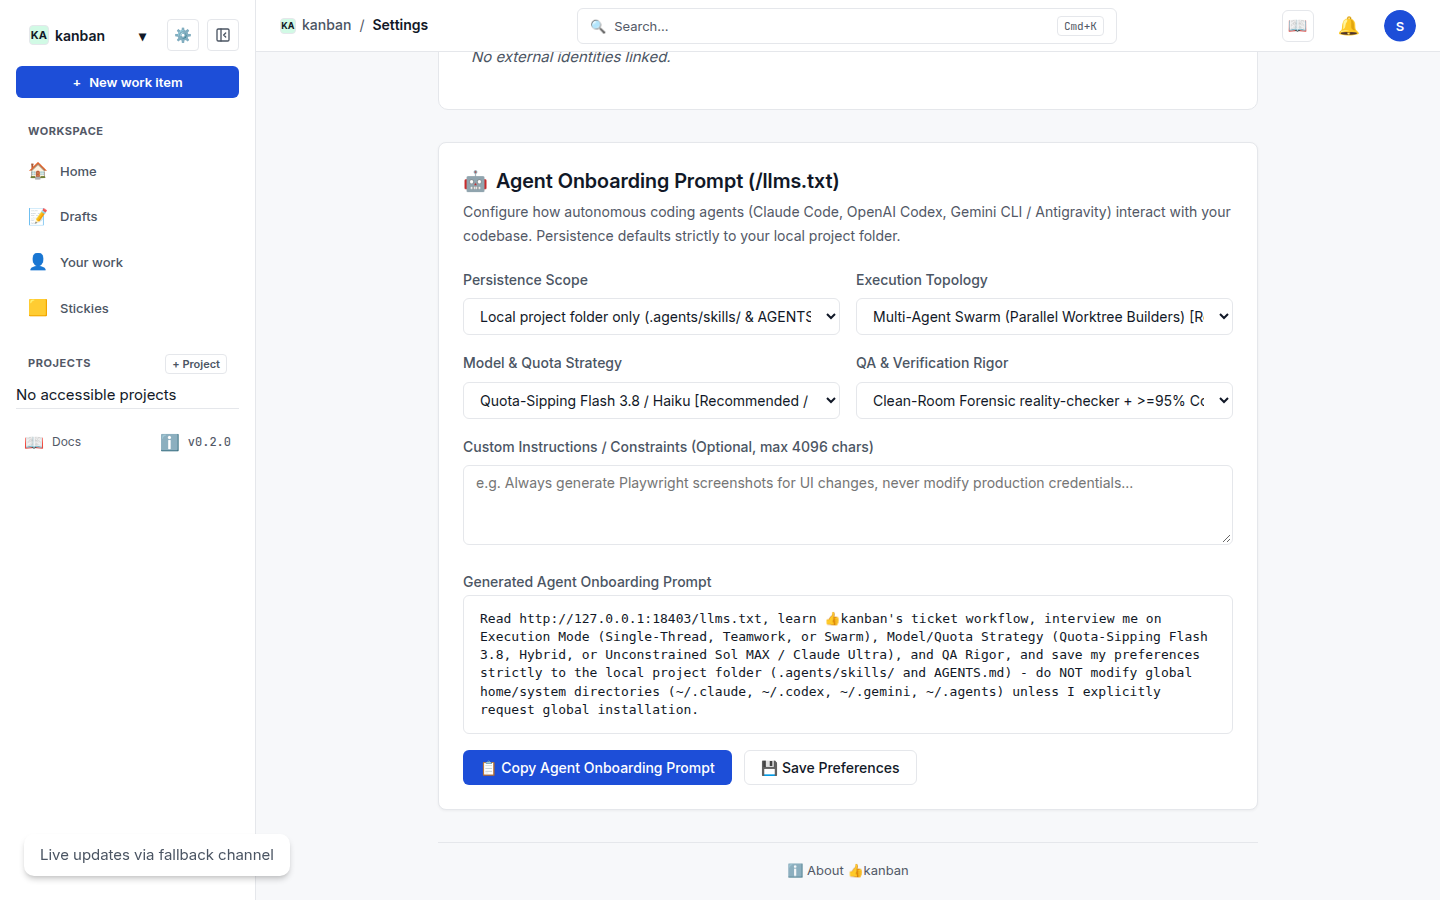 KA kanban ▼
+ New work item
WORKSPACE
Home
Drafts
Your work
Stickies
PROJECTS
+ Project
No accessible projects
Docs
v0.2.0
KA kanban / Settings
Search...
Cmd+K
S
No external identities linked.
🤖 Agent Onboarding Prompt (/llms.txt)
Configure how autonomous coding agents (Claude Code, OpenAI Codex, Gemini CLI / Antigravity) interact with your
codebase. Persistence defaults strictly to your local project folder.
Persistence Scope
Local project folder only (.agents/skills/ & AGENTS
Execution Topology
Multi-Agent Swarm (Parallel Worktree Builders) [R
Model & Quota Strategy
Quota-Sipping Flash 3.8 / Haiku [Recommended /
QA & Verification Rigor
Clean-Room Forensic reality-checker + >=95% Co
Custom Instructions / Constraints (Optional, max 4096 chars)
e.g. Always generate Playwright screenshots for UI changes, never modify production credentials...
Generated Agent Onboarding Prompt
Read http://127.0.0.1:18403/llms.txt, learn 👍kanban's ticket workflow, interview me on
Execution Mode (Single-Thread, Teamwork, or Swarm), Model/Quota Strategy (Quota-Sipping Flash
3.8, Hybrid, or Unconstrained Sol MAX / Claude Ultra), and QA Rigor, and save my preferences
strictly to the local project folder (.agents/skills/ and AGENTS.md) - do NOT modify global
home/system directories (~/.claude, ~/.codex, ~/.gemini, ~/.agents) unless I explicitly
request global installation.
📋 Copy Agent Onboarding Prompt
💾 Save Preferences
Live updates via fallback channel
ℹ️ About 👍kanban